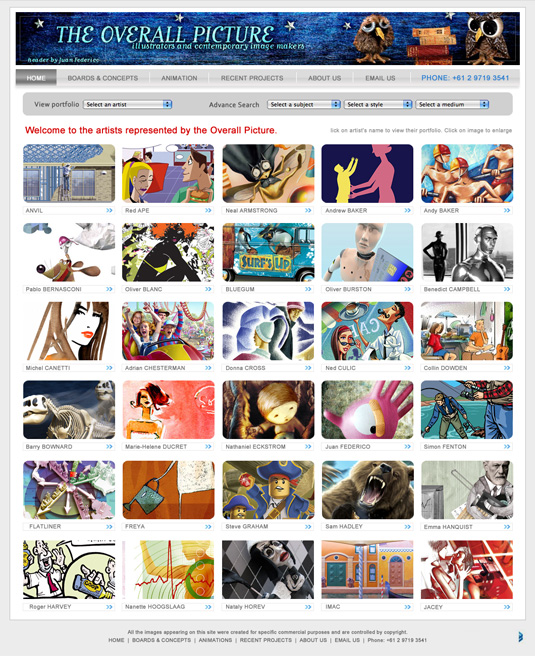 THE OVERALL PICTURE
illustrators and contemporary image makers
header by Juan Federico
HOME BOARDS & CONCEPTS ANIMATION RECENT PROJECTS ABOUT US EMAIL US PHONE: +61 2 9719 3541
View portfolio Select an artist Advance Search Select a subject Select a style Select a medium
Welcome to the artists represented by the Overall Picture. lick on artist's name to view their portfolio. Click on image to enlarge
SURF'S UP
ANVIL >> Red APE >> Neal ARMSTRONG >> Andrew BAKER >> Andy BAKER >>
Pablo BERNASCONI >> Oliver BLANC >> BLUEGUM >> Oliver BURSTON >> Benedict CAMPBELL >>
Michel CANETTI >> Adrian CHESTERMAN >> Donna CROSS >> Ned CULIC >> Collin DOWDEN >>
Barry BOWNARD >> Marie-Helene DUCRET >> Nathaniel ECKSTROM >> Juan FEDERICO >> Simon FENTON >>
FLATLINER >> FREYA >> Steve GRAHAM >> Sam HADLEY >> Emma HANQUIST >>
Roger HARVEY >> Nanette HOOGSLAAG >> Nataly HOREV >> IMAC >> JACEY >>
All the images appearing on this site were created for specific commercial purposes and are controlled by copyright.
HOME | BOARDS & CONCEPTS | ANIMATIONS | RECENT PROJECTS | ABOUT US | EMAIL US | Phone: +61 2 9719 3541